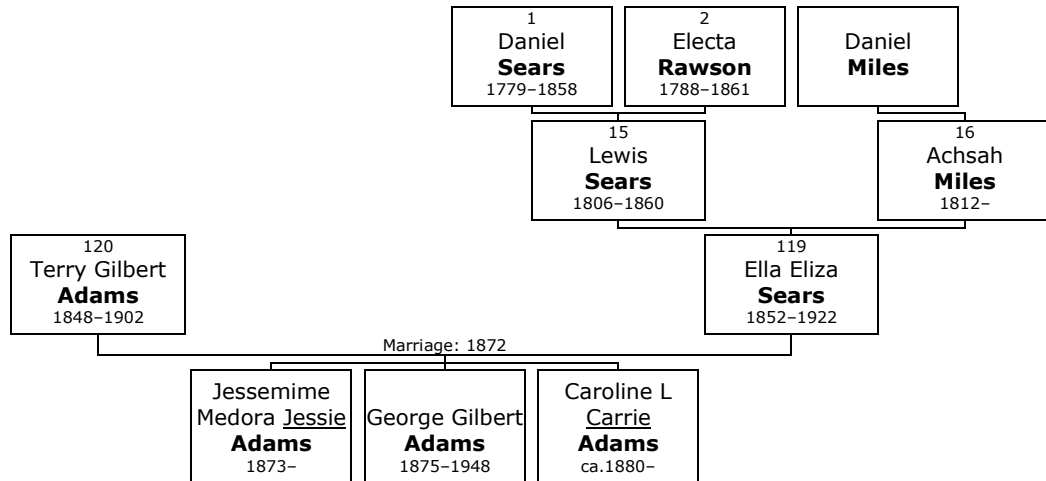 1
Daniel
Sears
1779–1858
2
Electa
Rawson
1788–1861
Daniel
Miles
15
Lewis
Sears
1806–1860
16
Achsah
Miles
1812–
120
Terry Gilbert
Adams
1848–1902
119
Ella Eliza
Sears
1852–1922
Marriage: 1872
Jessemime
Medora Jessie
Adams
1873–
George Gilbert
Adams
1875–1948
Caroline L
Carrie
Adams
ca.1880–